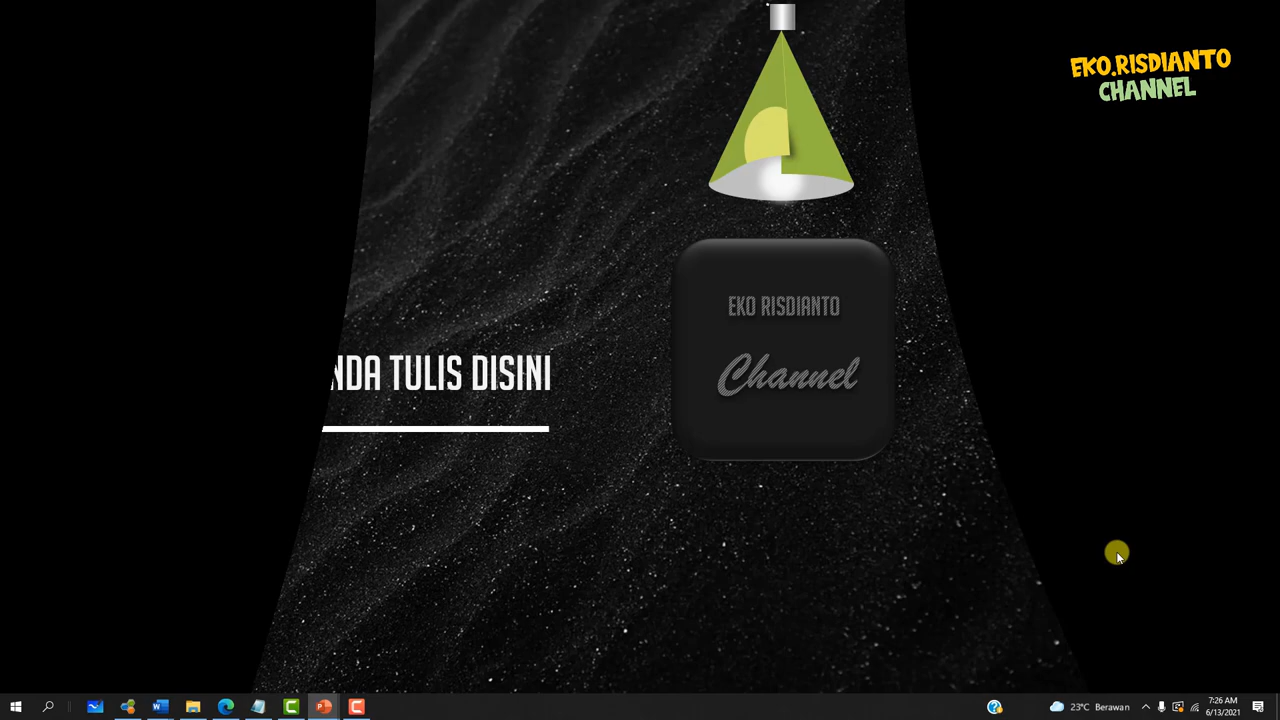 EKO.RISDIANTO
CHANNEL
EKO RISDIANTO
Channel
NDA TULIS DISINI
23°C Berawan
7:26 AM
6/13/2021